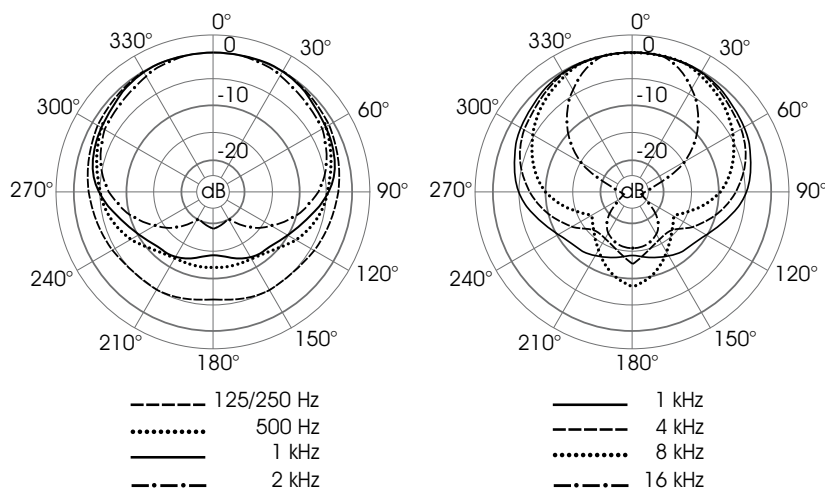 0° 0°
330° 0 30° 330° 0 30°
300° -10 60° 300° -10 60°
-20 -20
270° dB 90° 270° dB 90°
240° 120° 240° 120°
210° 150° 210° 150°
180° 180°
125/250 Hz 1 kHz
500 Hz 4 kHz
1 kHz 8 kHz
2 kHz 16 kHz